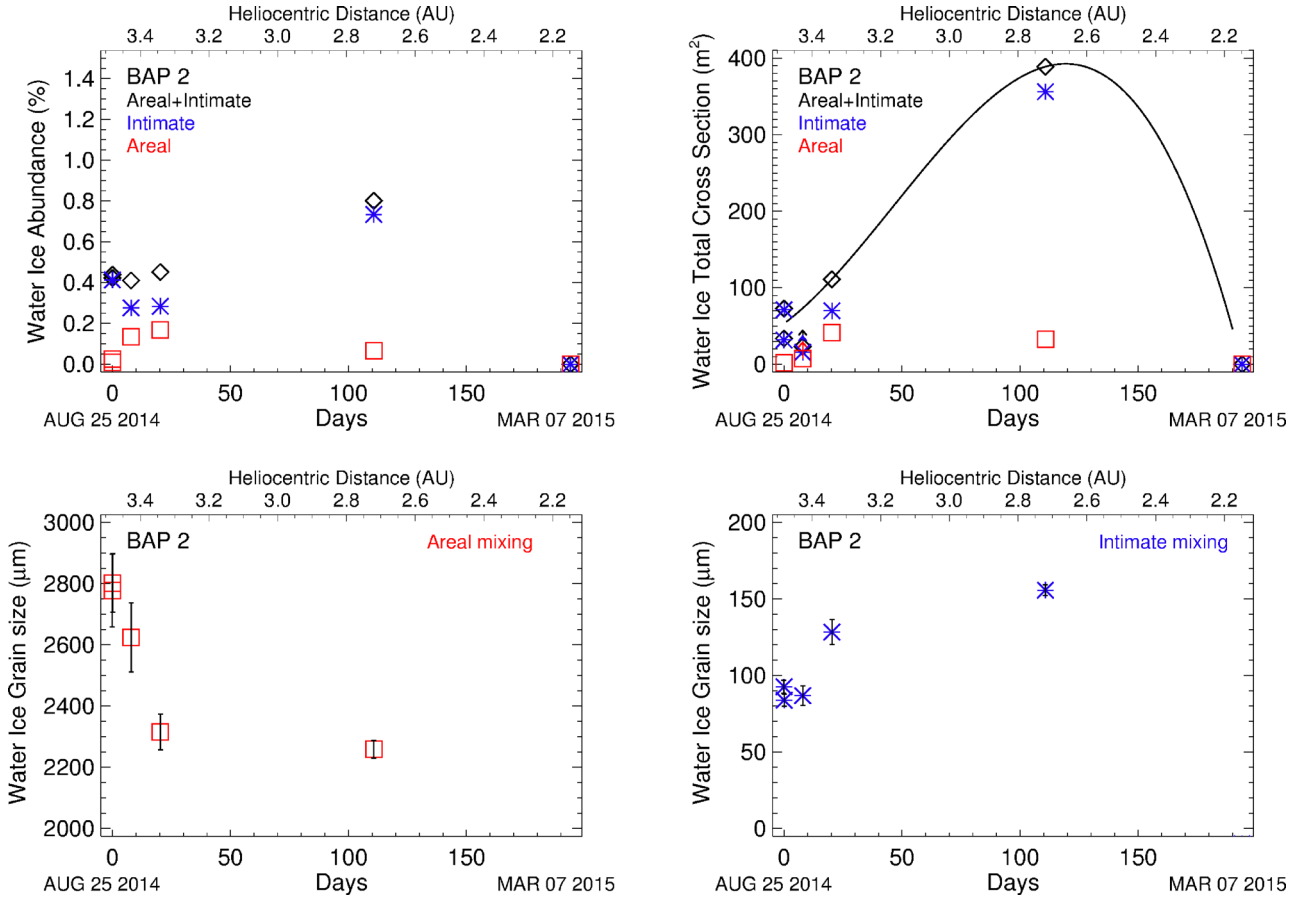 Heliocentric Distance (AU)
3.4 3.2 3.0 2.8 2.6 2.4 2.2
BAP 2
Areal+Intimate
Intimate
Areal
Water Ice Abundance (%)
1.4
1.2
1.0
0.8
0.6
0.4
0.2
0.0
0 50 100 150
AUG 25 2014 Days MAR 07 2015
Heliocentric Distance (AU)
3.4 3.2 3.0 2.8 2.6 2.4 2.2
BAP 2
Areal+Intimate
Intimate
Areal
Water Ice Total Cross Section (m²)
400
300
200
100
0
0 50 100 150
AUG 25 2014 Days MAR 07 2015
Heliocentric Distance (AU)
3.4 3.2 3.0 2.8 2.6 2.4 2.2
BAP 2 Areal mixing
Water Ice Grain size (μm)
3000
2800
2600
2400
2200
2000
0 50 100 150
AUG 25 2014 Days MAR 07 2015
Heliocentric Distance (AU)
3.4 3.2 3.0 2.8 2.6 2.4 2.2
BAP 2 Intimate mixing
Water Ice Grain size (μm)
200
150
100
50
0
0 50 100 150
AUG 25 2014 Days MAR 07 2015